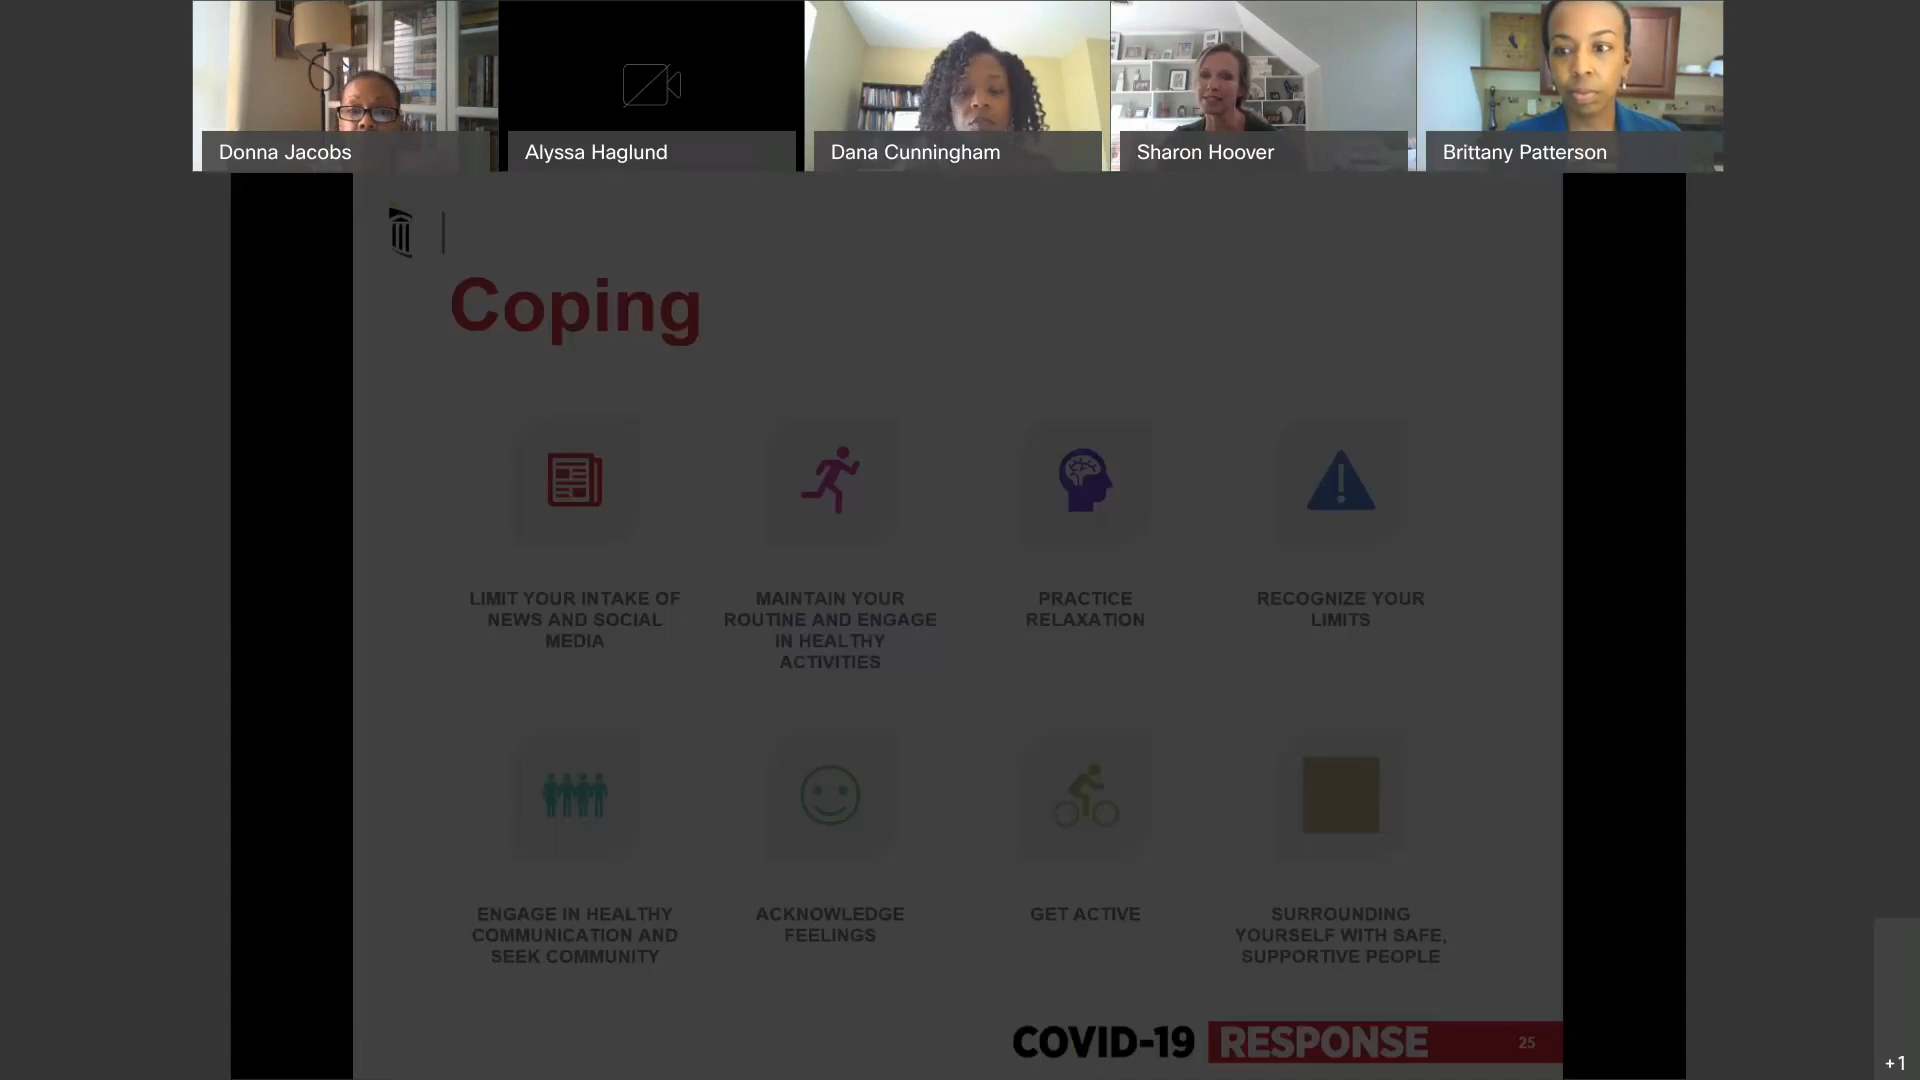 Donna Jacobs
Alyssa Haglund
Dana Cunningham
Sharon Hoover
Brittany Patterson
Coping
LIMIT YOUR INTAKE OF
NEWS AND SOCIAL
MEDIA
MAINTAIN YOUR
ROUTINE AND ENGAGE
IN HEALTHY
ACTIVITIES
PRACTICE
RELAXATION
RECOGNIZE YOUR
LIMITS
ENGAGE IN HEALTHY
COMMUNICATION AND
SEEK COMMUNITY
ACKNOWLEDGE
FEELINGS
GET ACTIVE
SURROUNDING
YOURSELF WITH SAFE,
SUPPORTIVE PEOPLE
COVID-19 RESPONSE
25
+1